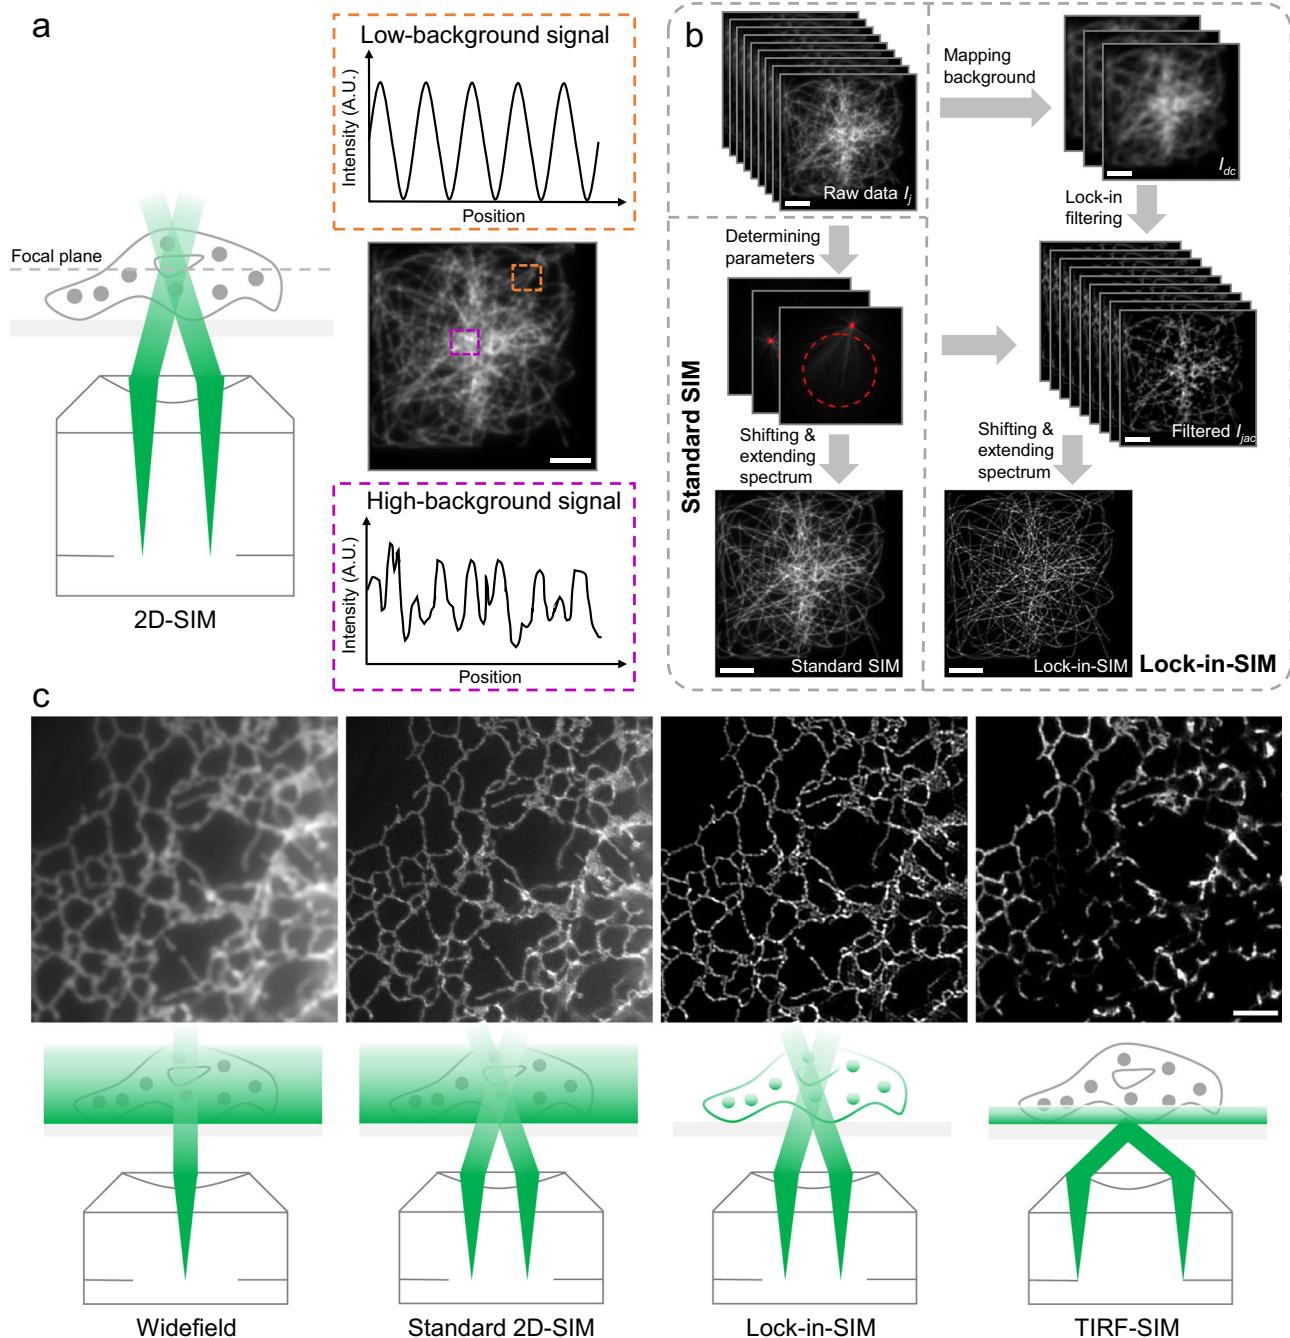 a
Low-background signal
Intensity (A.U.)
Position
Focal plane
2D-SIM
High-background signal
Intensity (A.U.)
Position
b
Raw data I_j
Mapping
background
I_dc
Lock-in
filtering
Determining
parameters
Filtered I_jac
Standard SIM
Shifting &
extending
spectrum
Shifting &
extending
spectrum
Standard SIM
Lock-in-SIM
Lock-in-SIM
c
Widefield
Standard 2D-SIM
Lock-in-SIM
TIRF-SIM